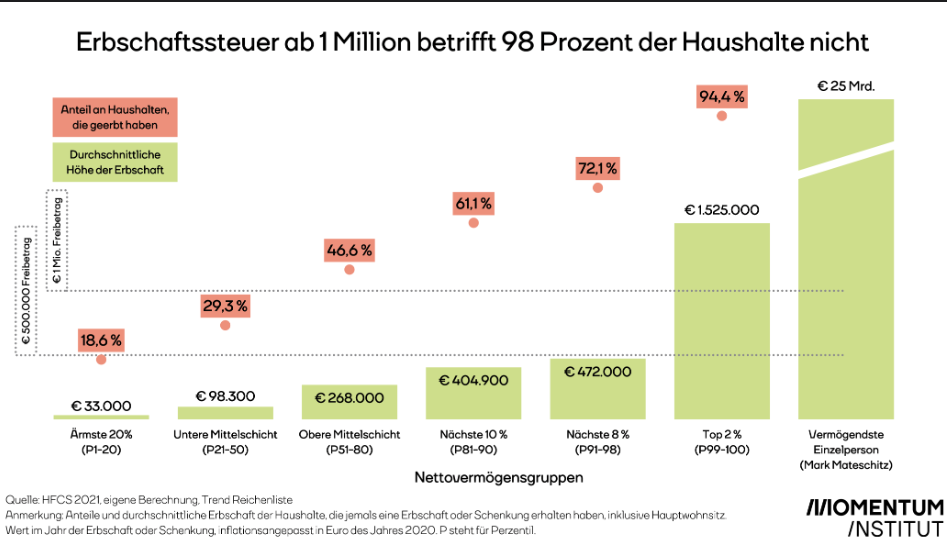 Erbschaftssteuer ab 1 Million betrifft 98 Prozent der Haushalte nicht
Anteil an Haushalten,
die geerbt haben
Durchschnittliche
Höhe der Erbschaft
€ 500.000 Freibetrag
€ 1 Mio. Freibetrag
18,6 %
29,3 %
46,6 %
61,1 %
72,1 %
94,4 %
€ 33.000
€ 98.300
€ 268.000
€ 404.900
€ 472.000
€ 1.525.000
€ 25 Mrd.
Ärmste 20%
(P1-20)
Untere Mittelschicht
(P21-50)
Obere Mittelschicht
(P51-80)
Nächste 10 %
(P81-90)
Nächste 8 %
(P91-98)
Top 2 %
(P99-100)
Vermögendste
Einzelperson
(Mark Mateschitz)
Nettovermögensgruppen
Quelle: HFCS 2021, eigene Berechnung, Trend Reichenliste
Anmerkung: Anteile und durchschnittliche Erbschaft der Haushalte, die jemals eine Erbschaft oder Schenkung erhalten haben, inklusive Hauptwohnsitz.
Wert im Jahr der Erbschaft oder Schenkung, inflationsangepasst in Euro des Jahres 2020. P steht für Perzentil.
MOMENTUM
INSTITUT